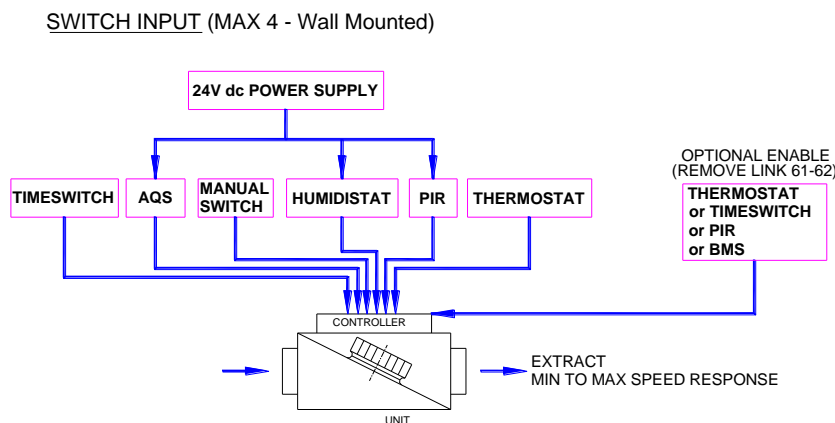 SWITCH INPUT (MAX 4 - Wall Mounted)
24V dc POWER SUPPLY
TIMESWITCH
AQS
MANUAL
SWITCH
HUMIDISTAT
PIR
THERMOSTAT
OPTIONAL ENABLE
(REMOVE LINK 61-62)
THERMOSTAT
or TIMESWITCH
or PIR
or BMS
CONTROLLER
EXTRACT
MIN TO MAX SPEED RESPONSE
UNIT